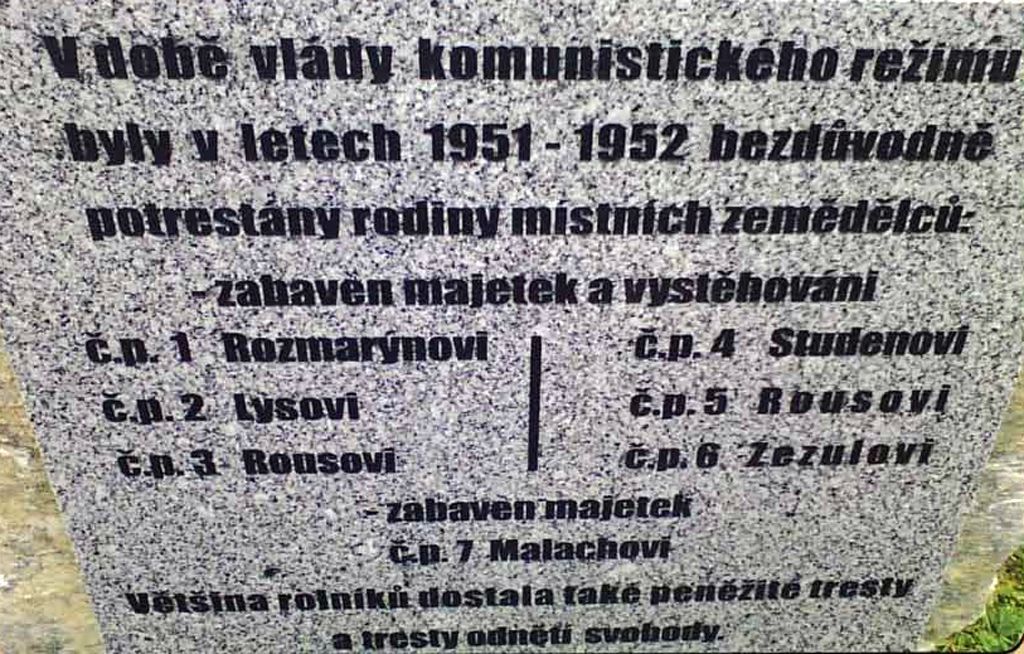 V době vlády komunistického režimu
byly v letech 1951 - 1952 bezdůvodně
potrestány rodiny místních zemědělců:
- zabaven majetek a vystěhováni
č.p. 1 Rozmarýnovi č.p. 4 Studenovi
č.p. 2 Lysovi č.p. 5 Rousovi
č.p. 3 Rousovi č.p. 6 Zezulovi
- zabaven majetek
č.p. 7 Malachovi
Většina rolníků dostala také peněžité tresty
a tresty odnětí svobody.